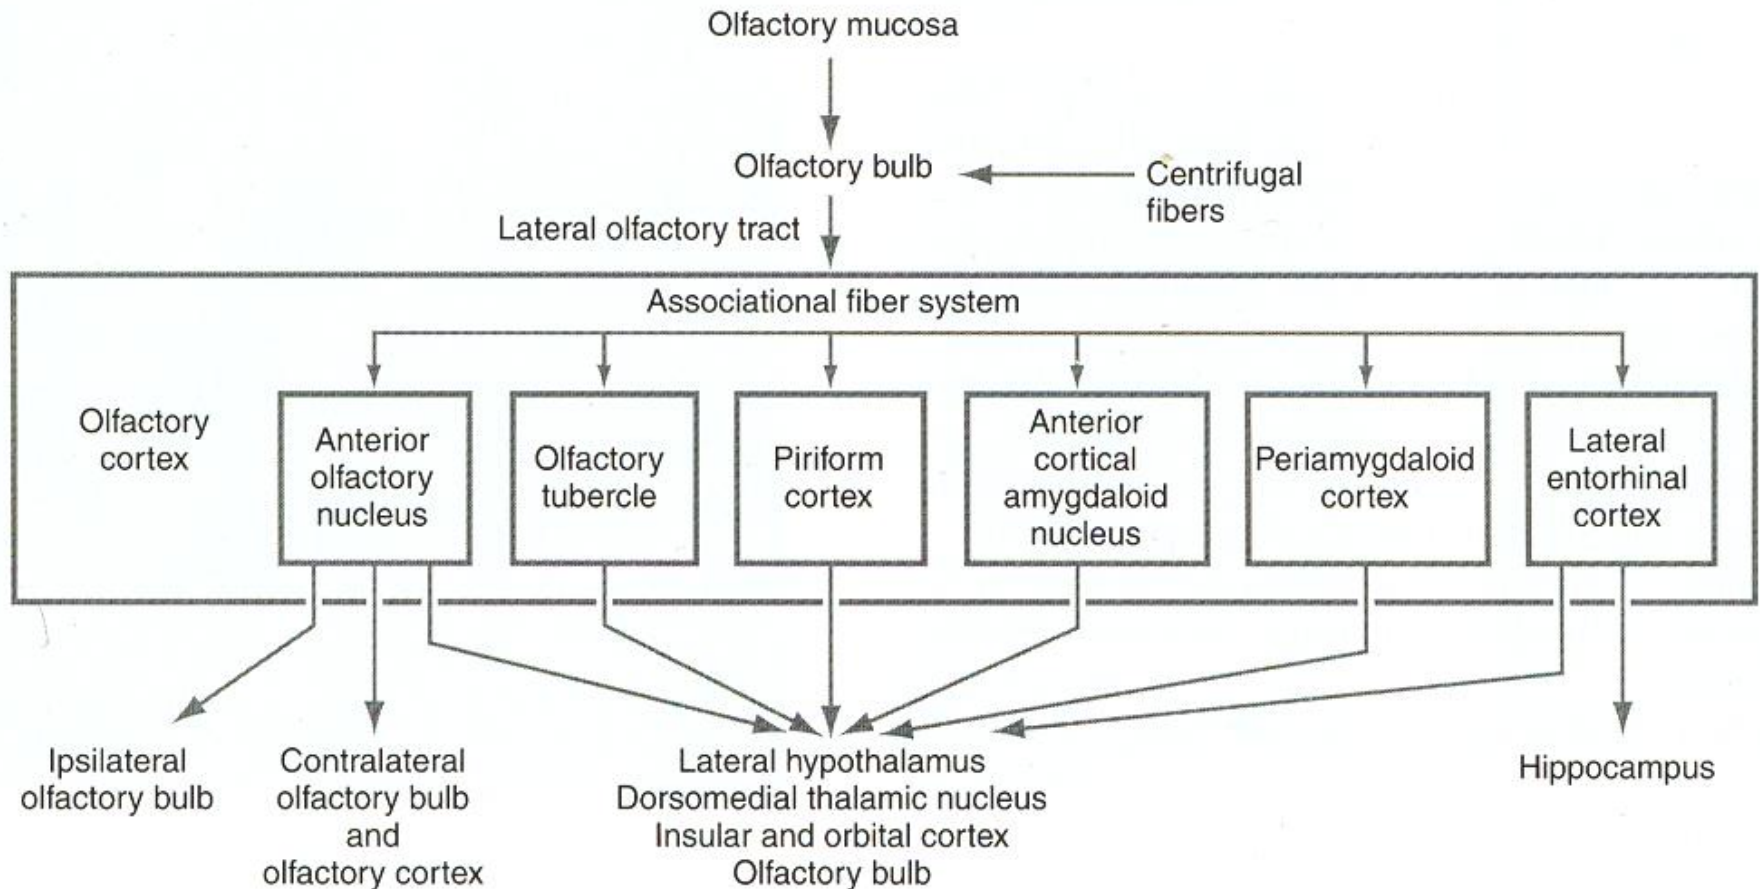 Olfactory mucosa
Olfactory bulb
Centrifugal
fibers
Lateral olfactory tract
Associational fiber system
Olfactory
cortex
Anterior
olfactory
nucleus
Olfactory
tubercle
Piriform
cortex
Anterior
cortical
amygdaloid
nucleus
Periamygdaloid
cortex
Lateral
entorhinal
cortex
Ipsilateral
olfactory bulb
Contralateral
olfactory bulb
and
olfactory cortex
Lateral hypothalamus
Dorsomedial thalamic nucleus
Insular and orbital cortex
Olfactory bulb
Hippocampus